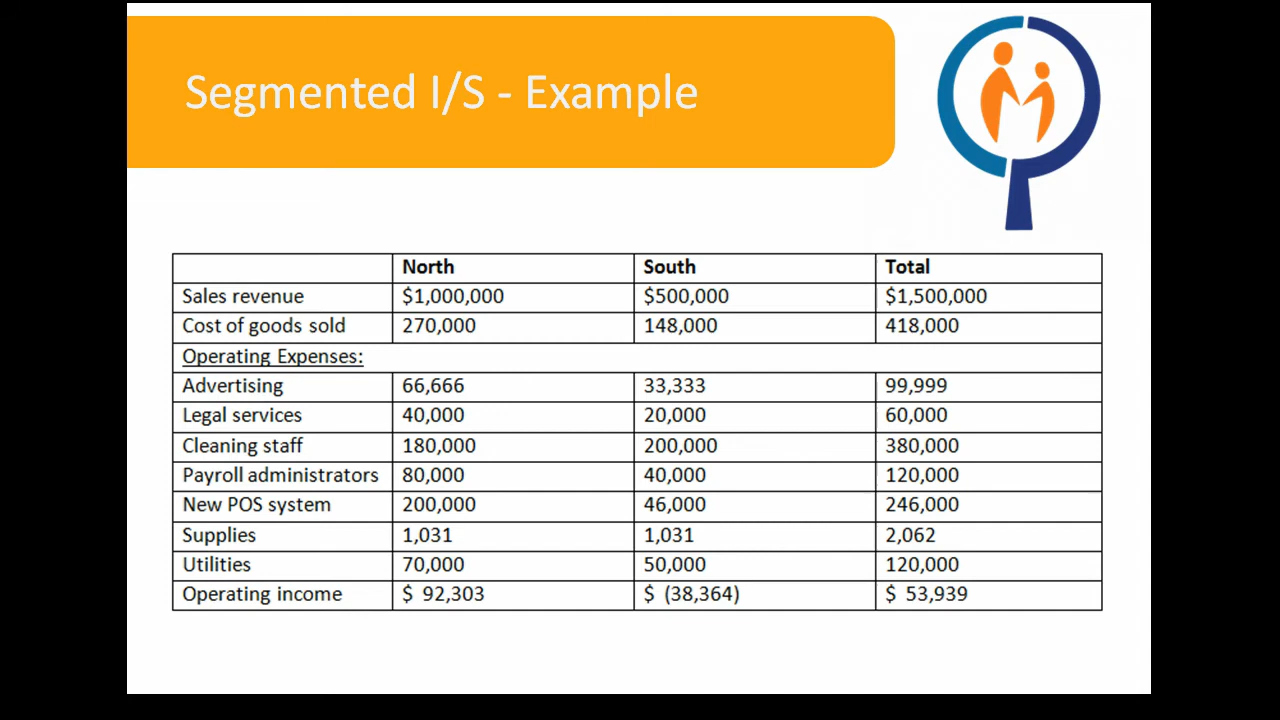 Segmented I/S - Example
North South Total
Sales revenue $1,000,000 $500,000 $1,500,000
Cost of goods sold 270,000 148,000 418,000
Operating Expenses:
Advertising 66,666 33,333 99,999
Legal services 40,000 20,000 60,000
Cleaning staff 180,000 200,000 380,000
Payroll administrators 80,000 40,000 120,000
New POS system 200,000 46,000 246,000
Supplies 1,031 1,031 2,062
Utilities 70,000 50,000 120,000
Operating income $ 92,303 $ (38,364) $ 53,939